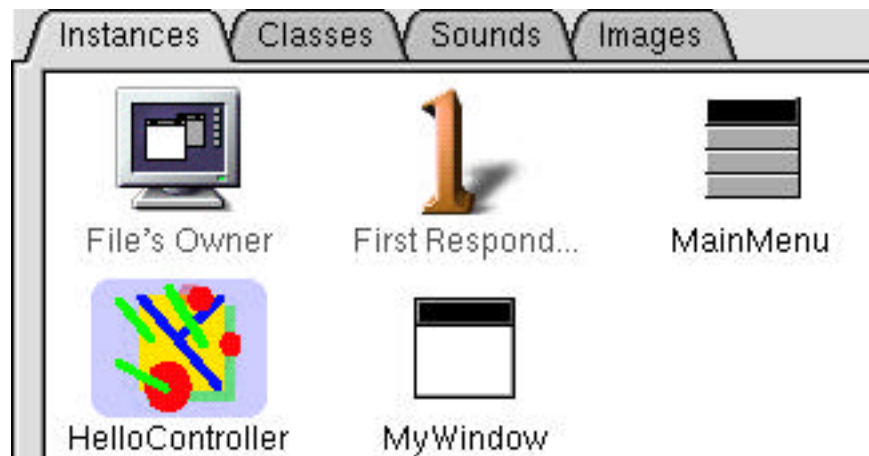 Instances Classes Sounds Images
File's Owner First Respond... MainMenu
HelloController MyWindow